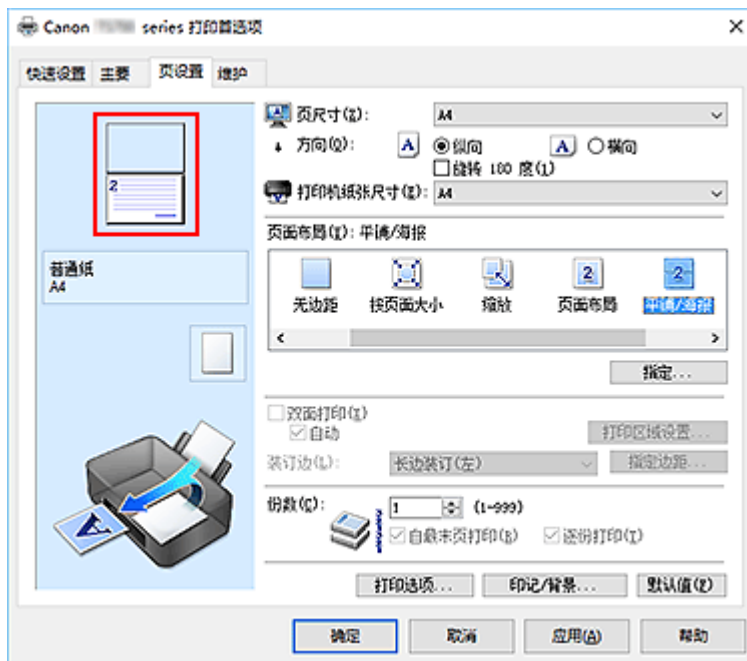 Canon series 打印首选项
快速设置 主要 页设置 维护
页尺寸(Z): A4
方向(O): A 纵向 A 横向
旋转 180 度(1)
打印机纸张尺寸(E): A4
页面布局(I): 平铺/海报
2
普通纸
A4
无边距 按页面大小 缩放 页面布局 平铺/海报
指定...
双面打印(X)
自动
打印区域设置...
装订边(L): 长边装订(左) 指定边距...
份数(C): 1 (1-999)
自最末页打印(B) 逐份打印(T)
打印选项... 印记/背景... 默认值(F)
确定 取消 应用(A) 帮助